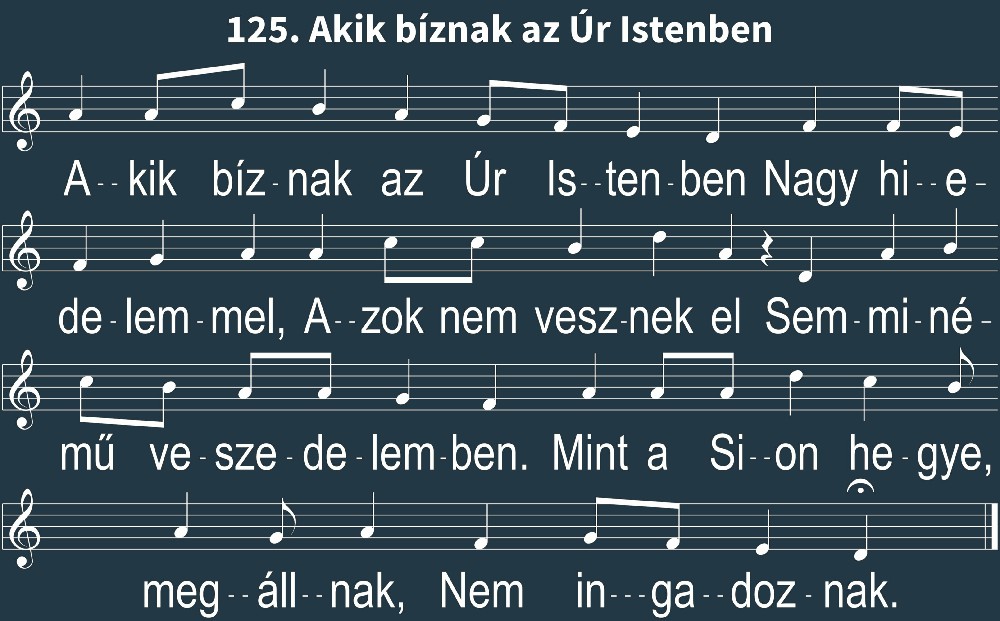 125. Akik bíznak az Úr Istenben
A--kik bíz-nak az Úr Is--ten-ben Nagy hi--e-
de-lem-mel, A--zok nem vesz-nek el Sem-mi-né-
mű ve-sze-de-lem-ben. Mint a Si--on he-gye,
meg--áll--nak, Nem in---ga--doz-nak.